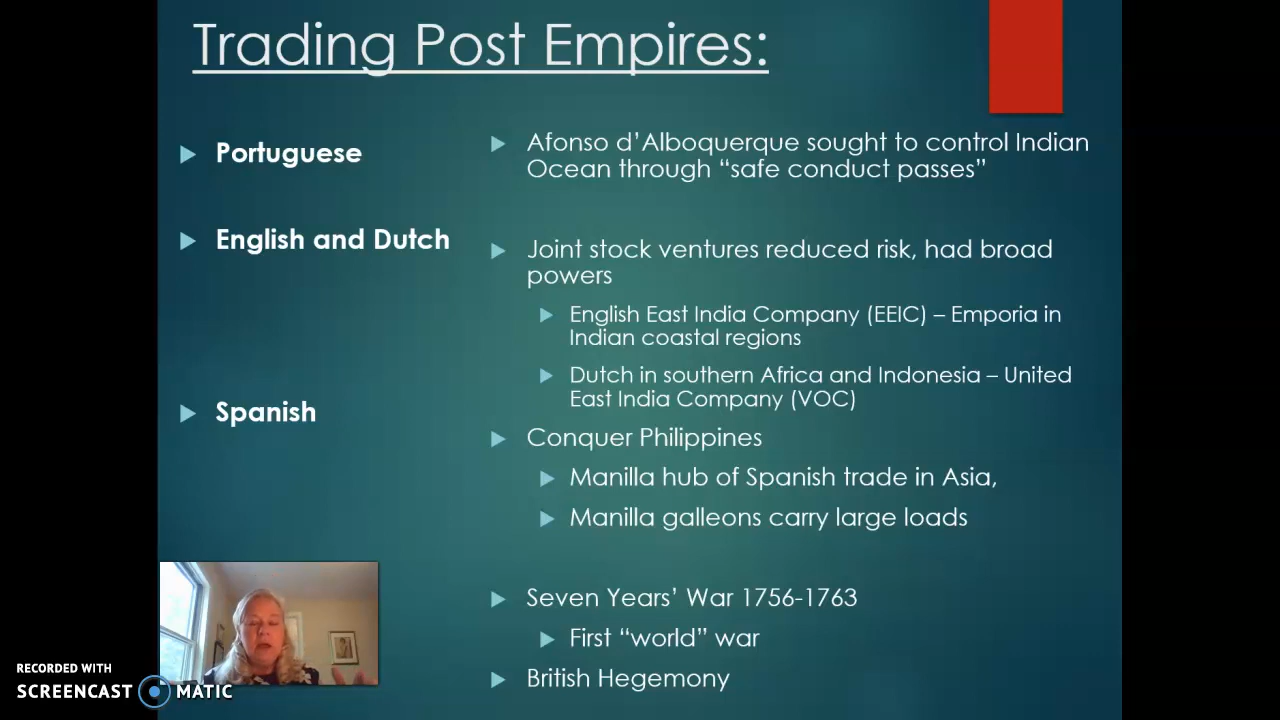 Trading Post Empires:
Portuguese
Afonso d’Alboquerque sought to control Indian
Ocean through “safe conduct passes”
English and Dutch
Joint stock ventures reduced risk, had broad
powers
English East India Company (EEIC) – Emporia in
Indian coastal regions
Dutch in southern Africa and Indonesia – United
East India Company (VOC)
Spanish
Conquer Philippines
Manilla hub of Spanish trade in Asia,
Manilla galleons carry large loads
Seven Years’ War 1756-1763
First “world” war
British Hegemony
RECORDED WITH
SCREENCAST MATIC